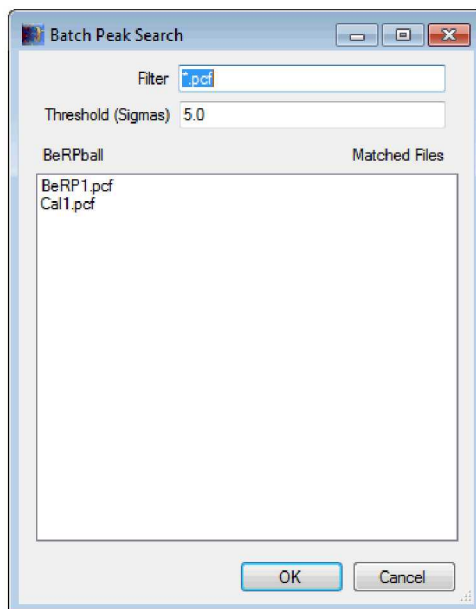 Batch Peak Search
Filter *.pcf
Threshold (Sigmas) 5.0
BeRPball Matched Files
BeRP1.pcf
Cal1.pcf
OK Cancel